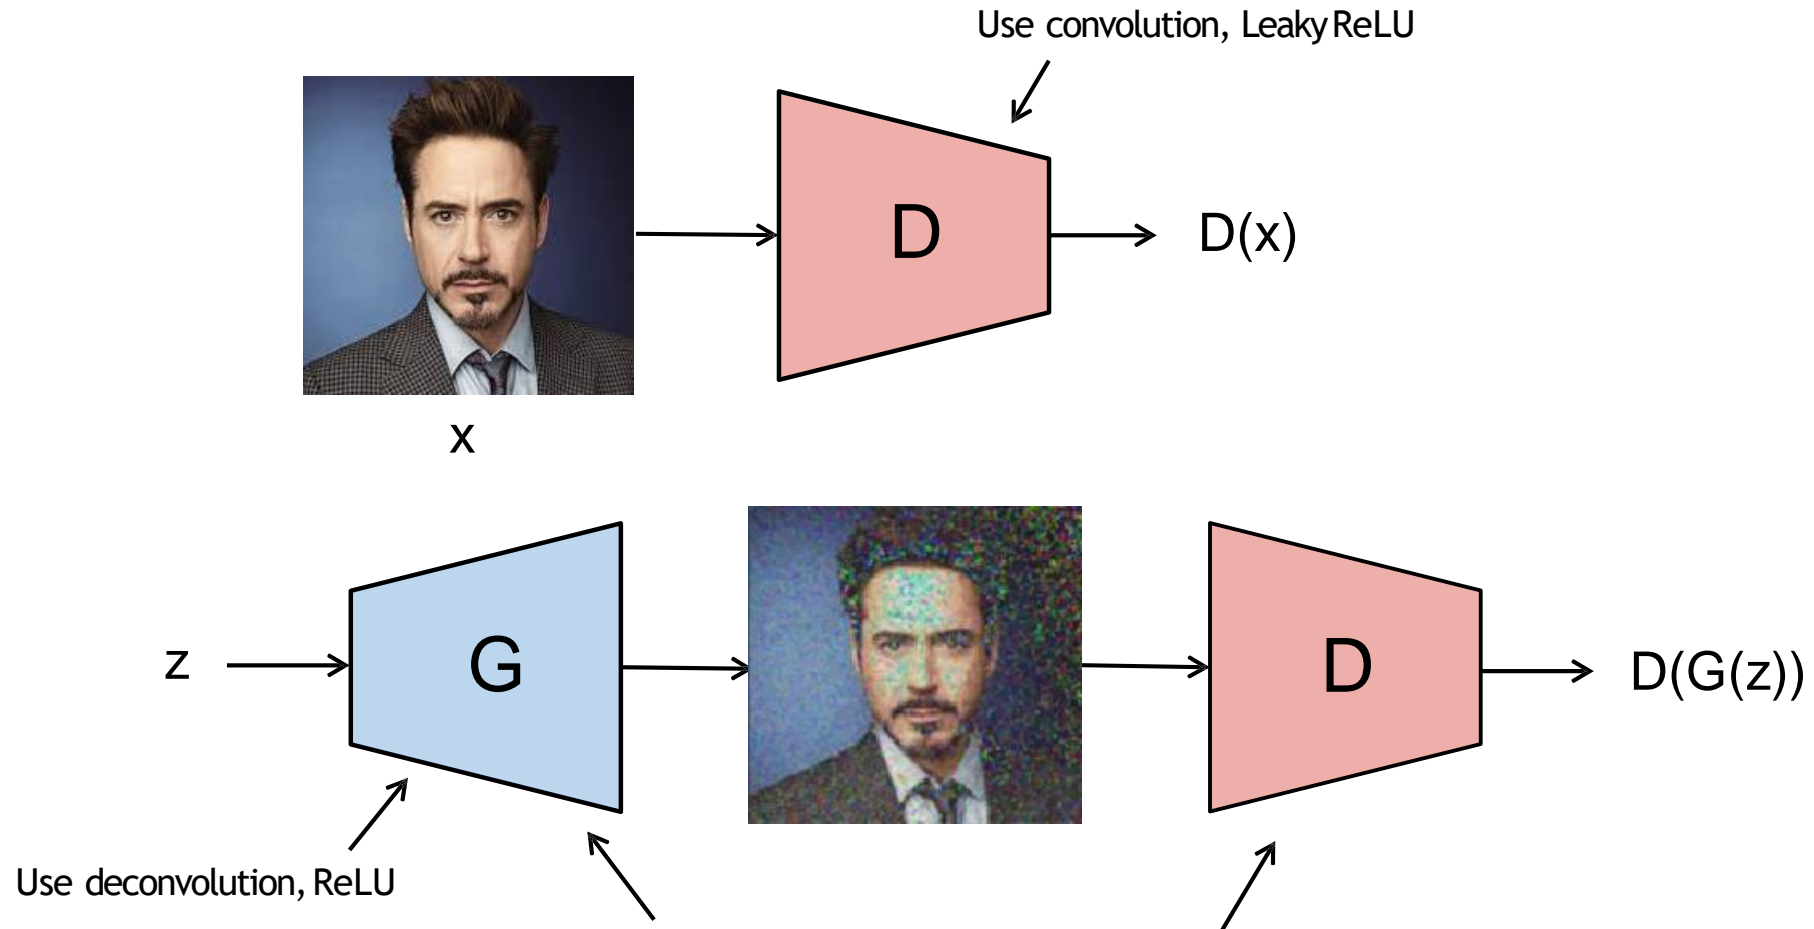 Use convolution, Leaky ReLU
D
D(x)
x
z
G
D
D(G(z))
Use deconvolution, ReLU